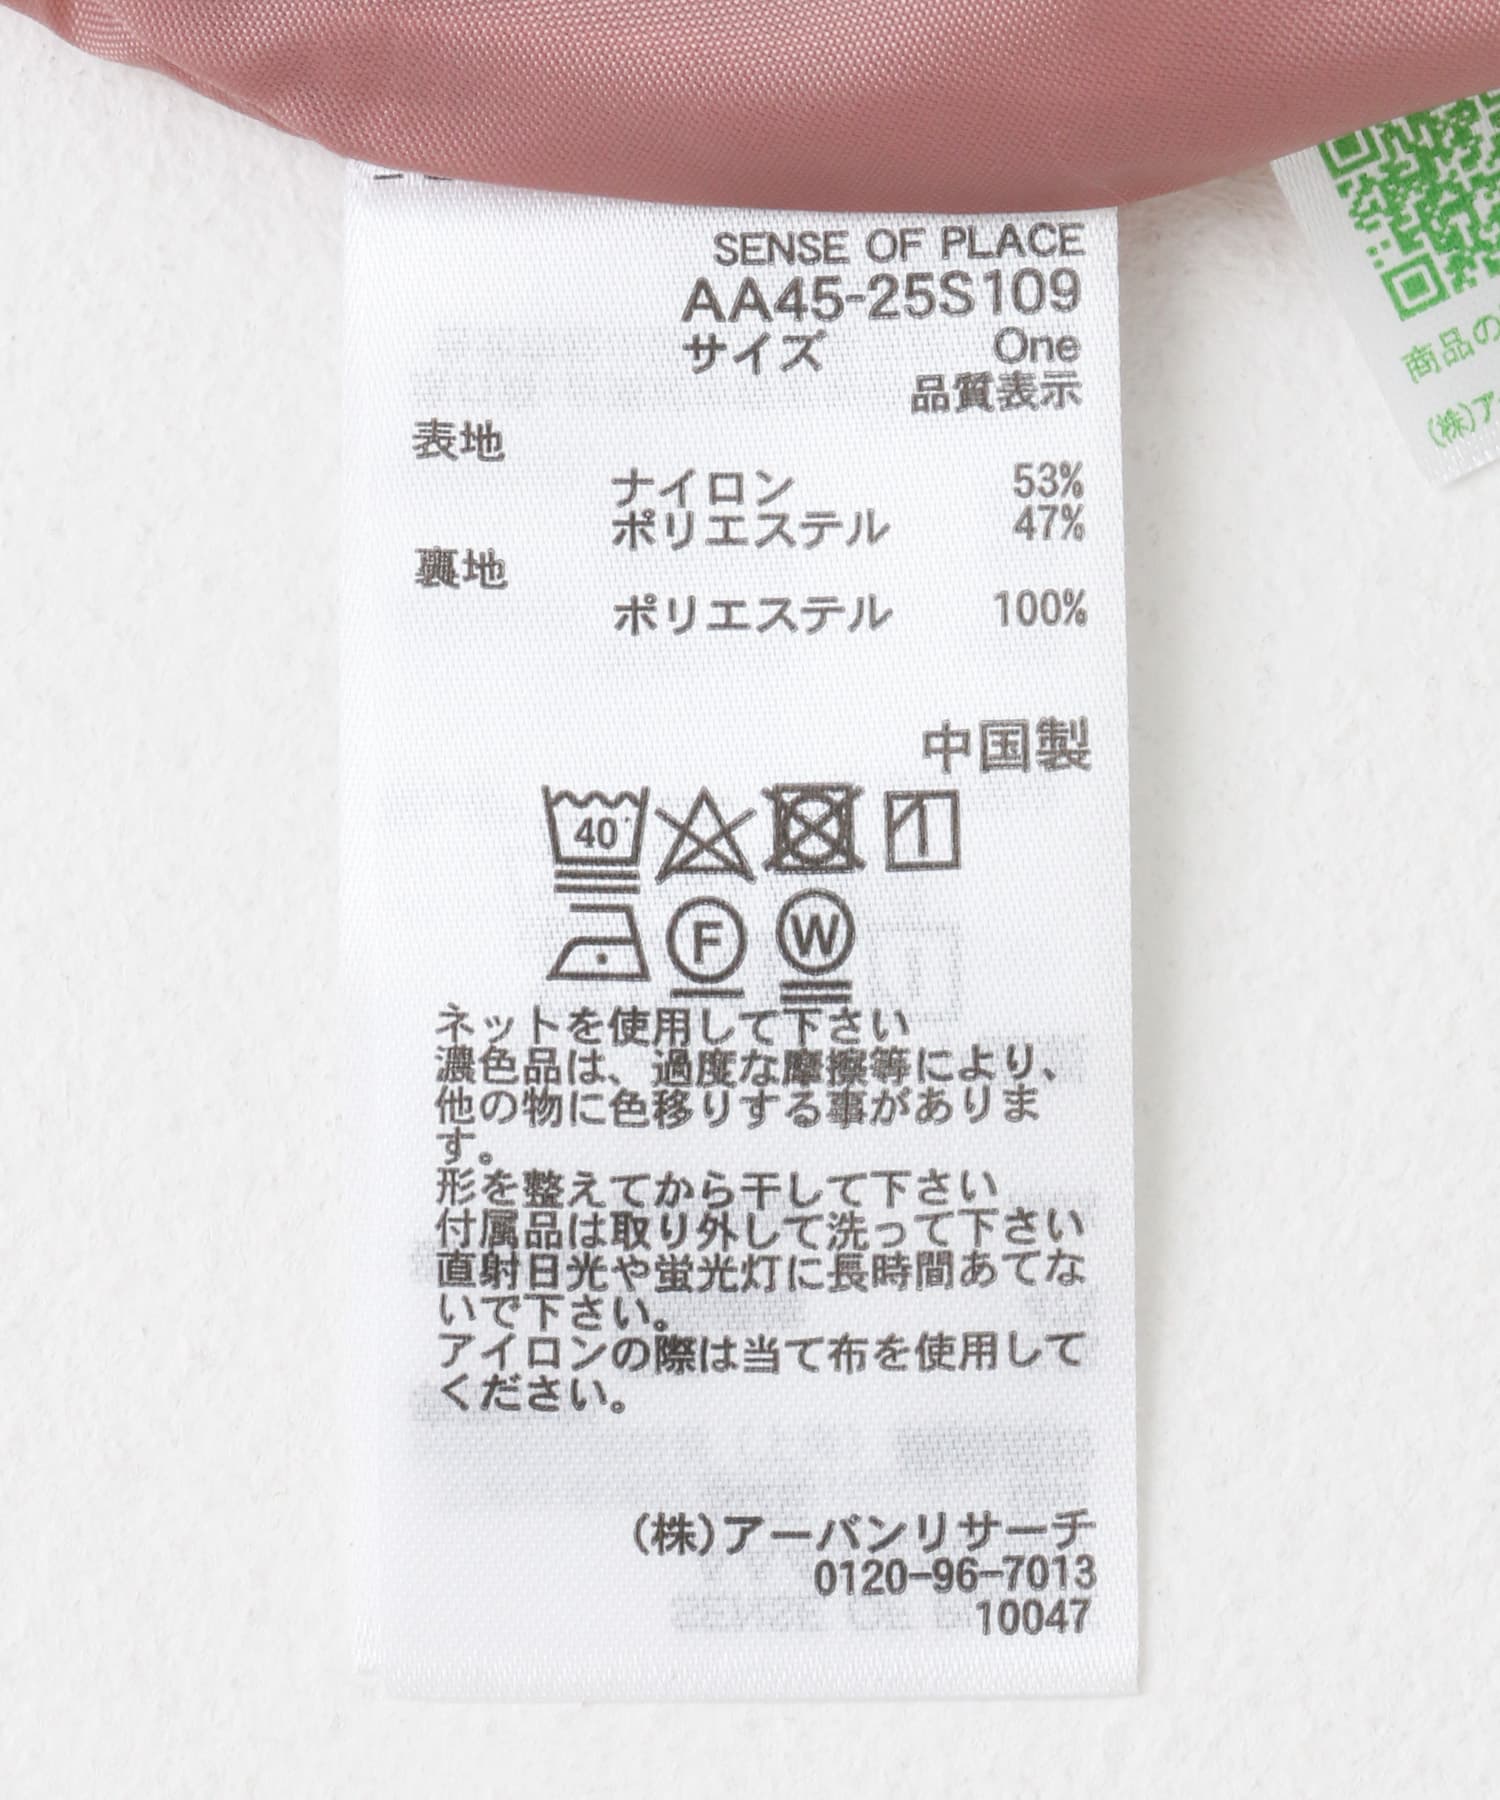 SENSE OF PLACE
AA45-25S109
サイズ One
品質表示
表地
ナイロン 53%
ポリエステル 47%
裏地
ポリエステル 100%
中国製
40
F W
ネットを使用して下さい
濃色品は、過度な摩擦等により、
他の物に色移りする事がありま
す。
形を整えてから干して下さい
付属品は取り外して洗って下さい
直射日光や蛍光灯に長時間あてな
いで下さい。
アイロンの際は当て布を使用して
ください。
(株)アーバンリサーチ
0120-96-7013
10047
商品の
(株)ア